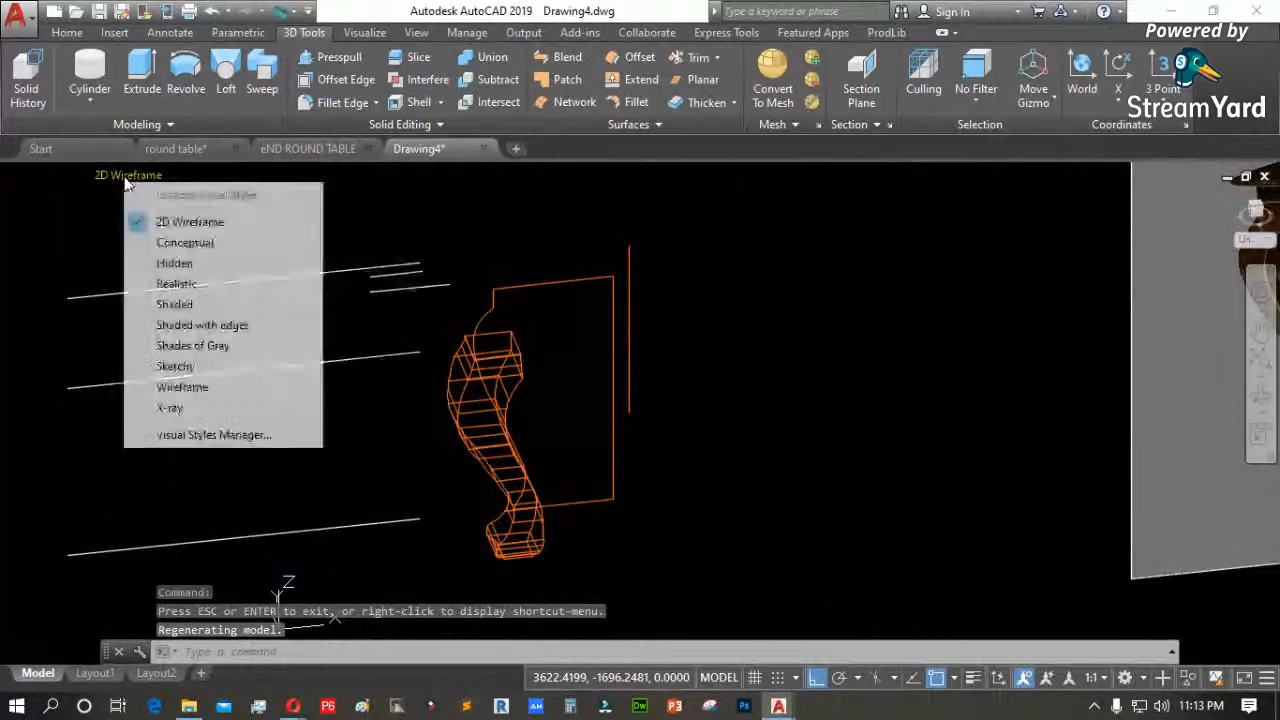 Autodesk AutoCAD 2019 Drawing4.dwg
Type a keyword or phrase
Sign In
Powered by
StreamYard
Home Insert Annotate Parametric 3D Tools Visualize View Manage Output Add-ins Collaborate Express Tools Featured Apps ProdLib
Solid History
Cylinder
Extrude
Revolve
Loft
Sweep
Presspull
Offset Edge
Fillet Edge
Slice
Interfere
Shell
Union
Subtract
Intersect
Blend
Patch
Network
Offset
Extend
Fillet
Trim
Planar
Thicken
Convert To Mesh
Section Plane
Culling
No Filter
Move Gizmo
World
X
3 Point
Modeling
Solid Editing
Surfaces
Mesh
Section
Selection
Coordinates
Start
round table*
eND ROUND TABLE
Drawing4*
2D Wireframe
2D Wireframe
Conceptual
Hidden
Realistic
Shaded
Shaded with edges
Shades of Gray
Sketchy
Wireframe
X-ray
Visual Styles Manager...
Un...
Z
X
Command:
Press ESC or ENTER to exit, or right-click to display shortcut-menu.
Regenerating model.
Type a command
Model Layout1 Layout2
3622.4199, -1696.2481, 0.0000 MODEL
1:1
P6
R
AM
Dw
Ps
11:13 PM